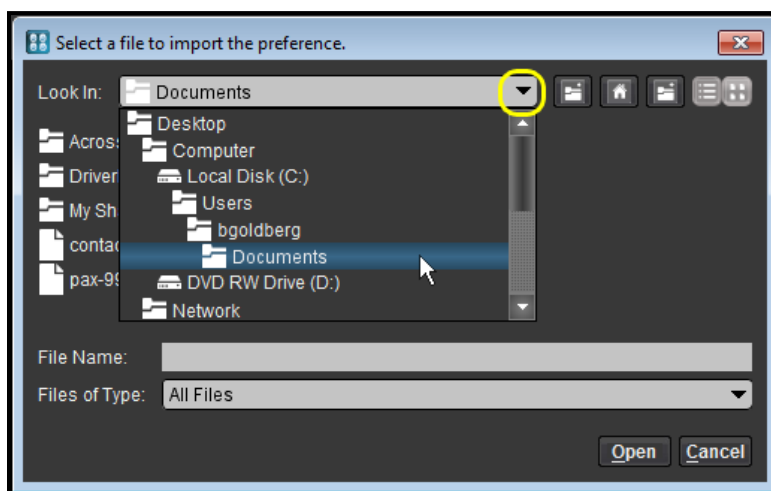 Select a file to import the preference.
Look In: Documents
Desktop
Computer
Local Disk (C:)
Users
bgoldberg
Documents
DVD RW Drive (D:)
Network
Acros
Driver
My Sh
contac
pax-99
File Name:
Files of Type: All Files
Open Cancel